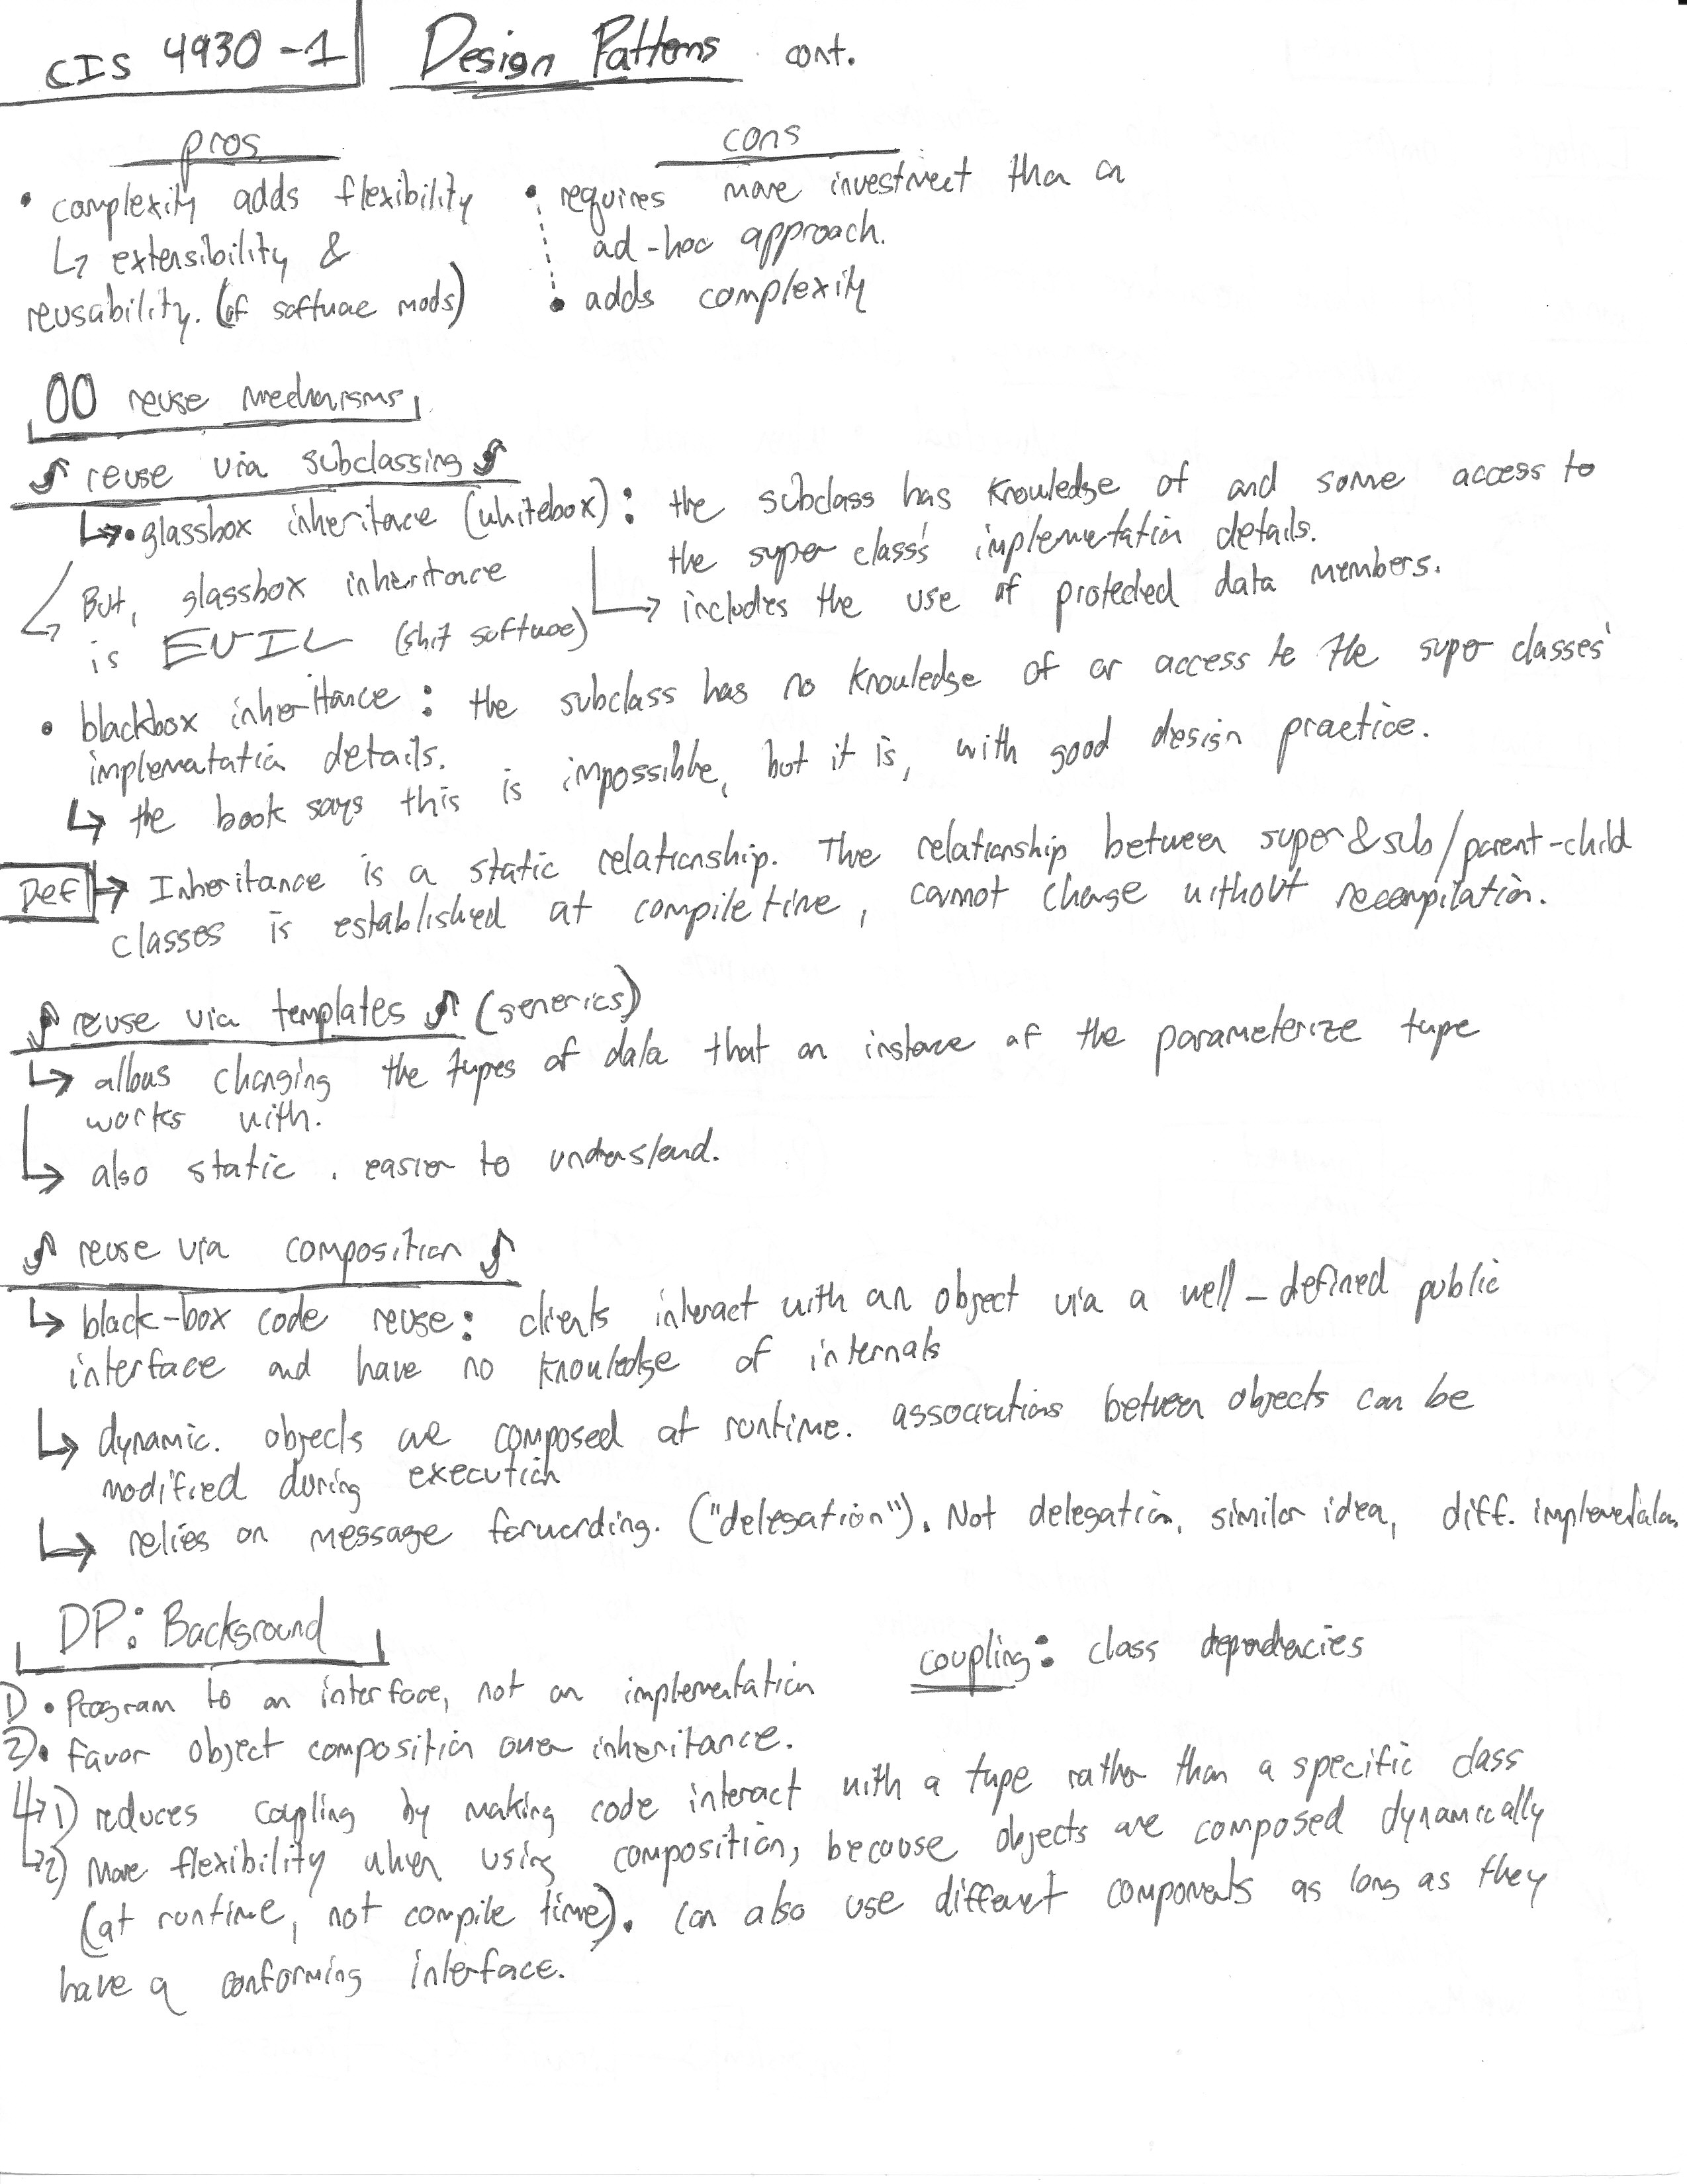 CIS 4930-1 Design Patterns cont.
pros
• complexity adds flexibility
↳ extensibility &
reusability. (of software mods)
cons
• requires more investment than an
ad-hoc approach.
• adds complexity
OO reuse mechanisms
reuse via subclassing
↳• glassbox inheritance (whitebox): the subclass has knowledge of and some access to
the super class's implementation details.
↳ includes the use of protected data members.
But, glassbox inheritance
is EVIL (shit software)
• blackbox inheritance: the subclass has no knowledge of or access to the super classes'
implementation details.
↳ the book says this is impossible, but it is, with good design practice.
Def → Inheritance is a static relationship. The relationship between super&sub/parent-child
classes is established at compile time, cannot change without recompilation.
reuse via templates (generics)
↳ allows changing the types of data that an instance of the parameterize type
works with.
↳ also static. easier to understand.
reuse via composition
↳ black-box code reuse: clients interact with an object via a well-defined public
interface and have no knowledge of internals
↳ dynamic. objects are composed at runtime. associations between objects can be
modified during execution
↳ relies on message forwarding. ("delegation"). Not delegation, similar idea, diff. implementation
DP: Background
coupling: class dependencies
1) • Program to an interface, not an implementation
2) • favor object composition over inheritance.
↳ 1) reduces coupling by making code interact with a type rather than a specific class
↳ 2) More flexibility when using composition, because objects are composed dynamically
(at runtime, not compile time). Can also use different components as long as they
have a conforming interface.